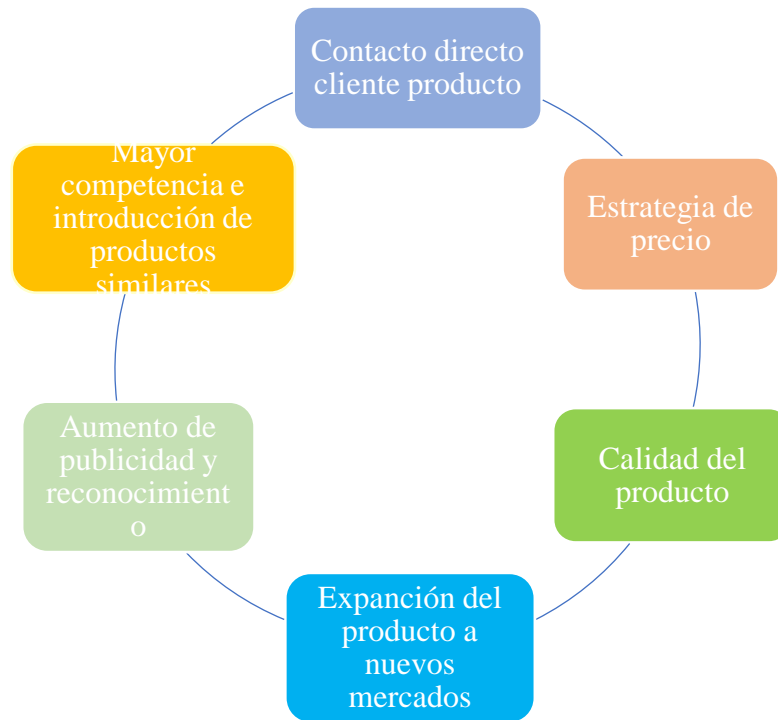 Contacto directo
cliente producto
Estrategia de
precio
Calidad del
producto
Expanción del
producto a
nuevos
mercados
Aumento de
publicidad y
reconocimient
o
Mayor
competencia e
introducción de
productos
similares